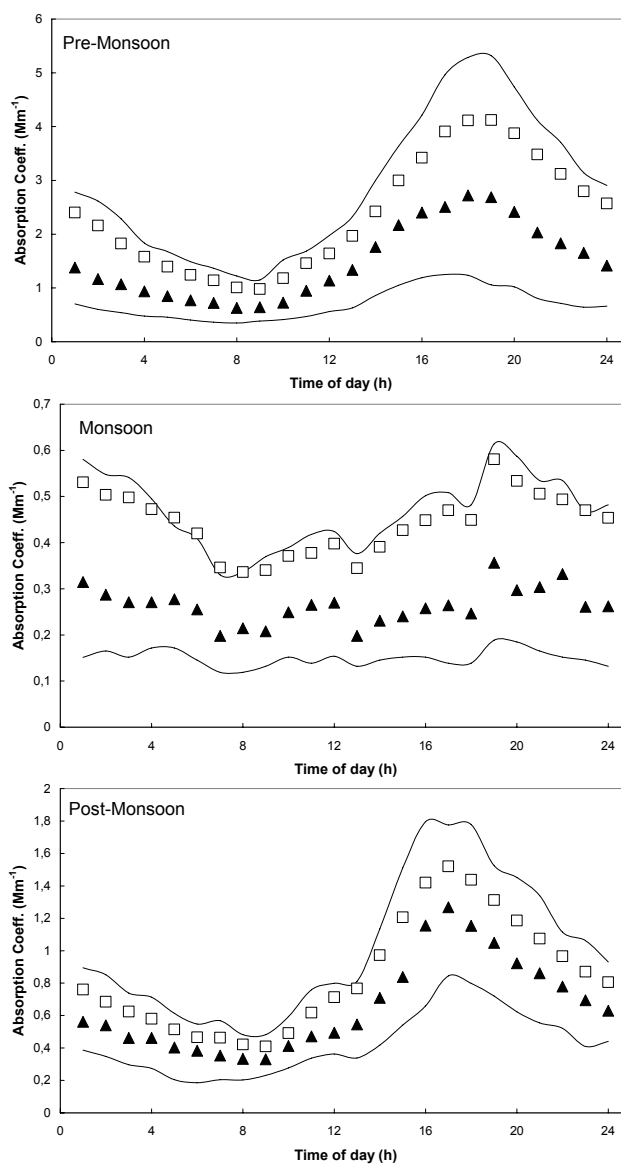 6
Pre-Monsoon
5
4
3
2
1
0
Absorption Coeff. (Mm-1)
0 4 8 12 16 20 24
Time of day (h)
0,7
Monsoon
0,6
0,5
0,4
0,3
0,2
0,1
0
Absorption Coeff. (Mm-1)
0 4 8 12 16 20 24
Time of day (h)
2
Post-Monsoon
1,8
1,6
1,4
1,2
1
0,8
0,6
0,4
0,2
0
Absorption Coeff. (Mm-1)
0 4 8 12 16 20 24
Time of day (h)